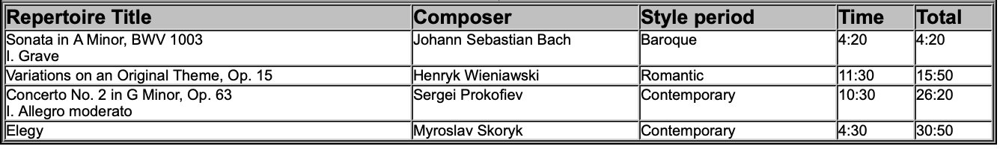 Repertoire Title Composer Style period Time Total
Sonata in A Minor, BWV 1003 Johann Sebastian Bach Baroque 4:20 4:20
I. Grave
Variations on an Original Theme, Op. 15 Henryk Wieniawski Romantic 11:30 15:50
Concerto No. 2 in G Minor, Op. 63 Sergei Prokofiev Contemporary 10:30 26:20
I. Allegro moderato
Elegy Myroslav Skoryk Contemporary 4:30 30:50